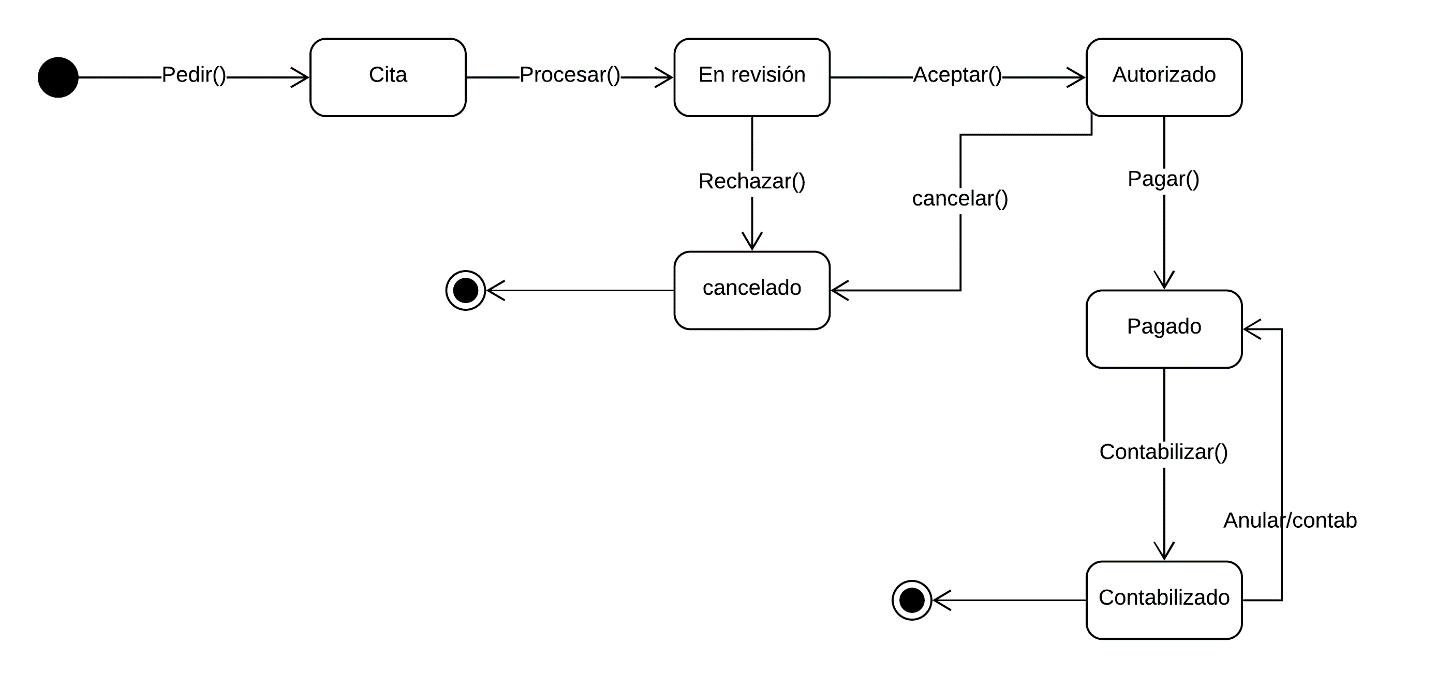 Pedir()
Cita
Procesar()
En revisión
Aceptar()
Autorizado
Rechazar()
cancelar()
Pagar()
cancelado
Pagado
Contabilizar()
Anular/contab
Contabilizado